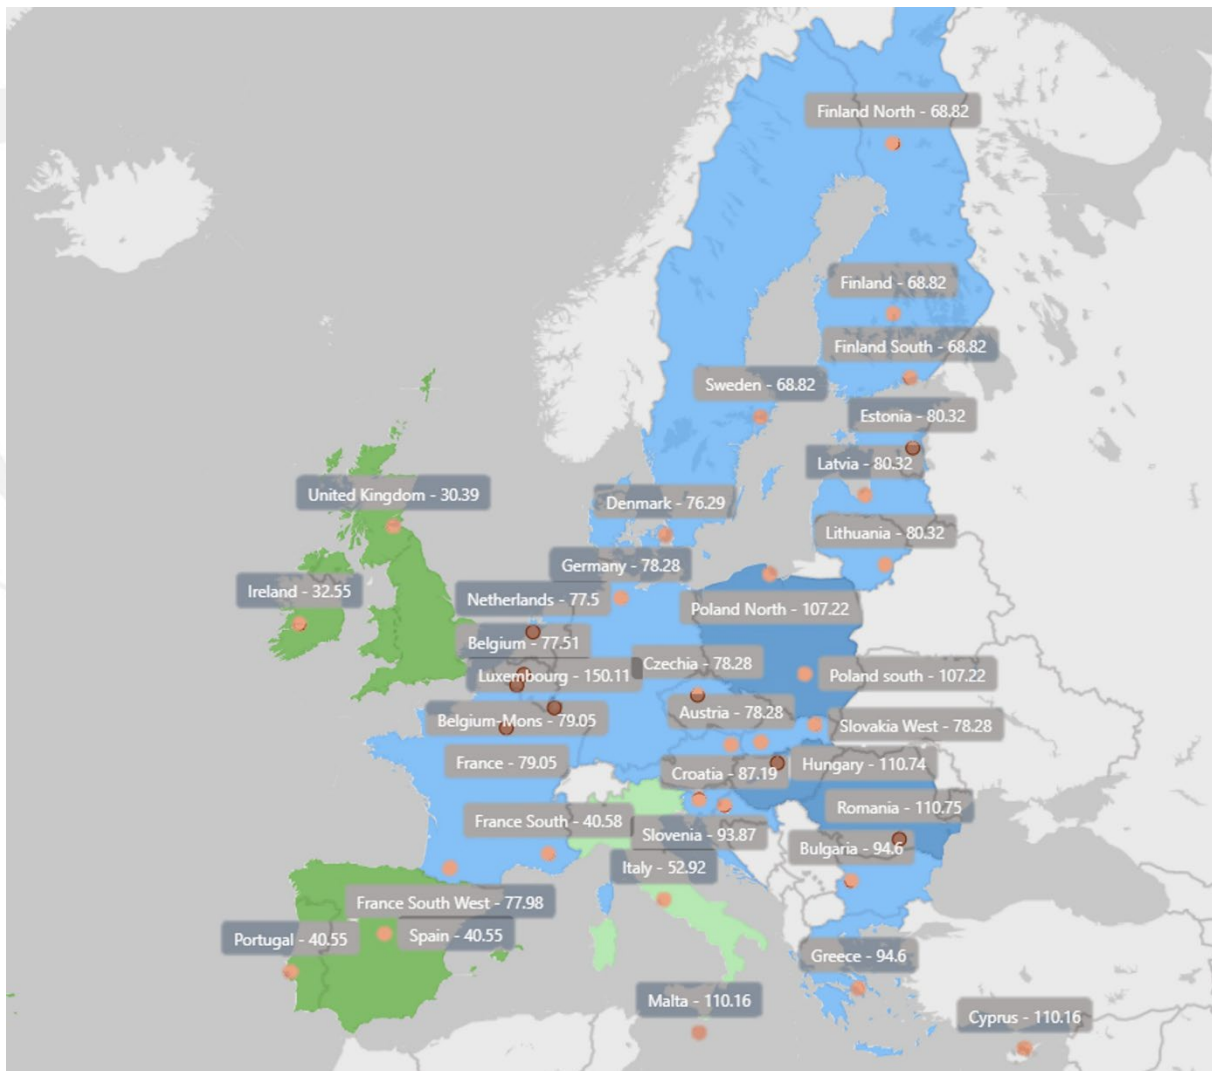 Finland North - 68.82
Finland - 68.82
Finland South - 68.82
Sweden - 68.82
Estonia - 80.32
Latvia - 80.32
United Kingdom - 30.39
Denmark - 76.29
Lithuania - 80.32
Germany - 78.28
Ireland - 32.55
Netherlands - 77.5
Poland North - 107.22
Belgium - 77.51
Czechia - 78.28
Luxembourg - 150.11
Poland south - 107.22
Austria - 78.28
Belgium-Mons - 79.05
Slovakia West - 78.28
France - 79.05
Croatia - 87.19
Hungary - 110.74
Romania - 110.75
France South - 40.58
Slovenia - 93.87
Bulgaria - 94.6
Italy - 52.92
France South West - 77.98
Portugal - 40.55
Spain - 40.55
Greece - 94.6
Malta - 110.16
Cyprus - 110.16